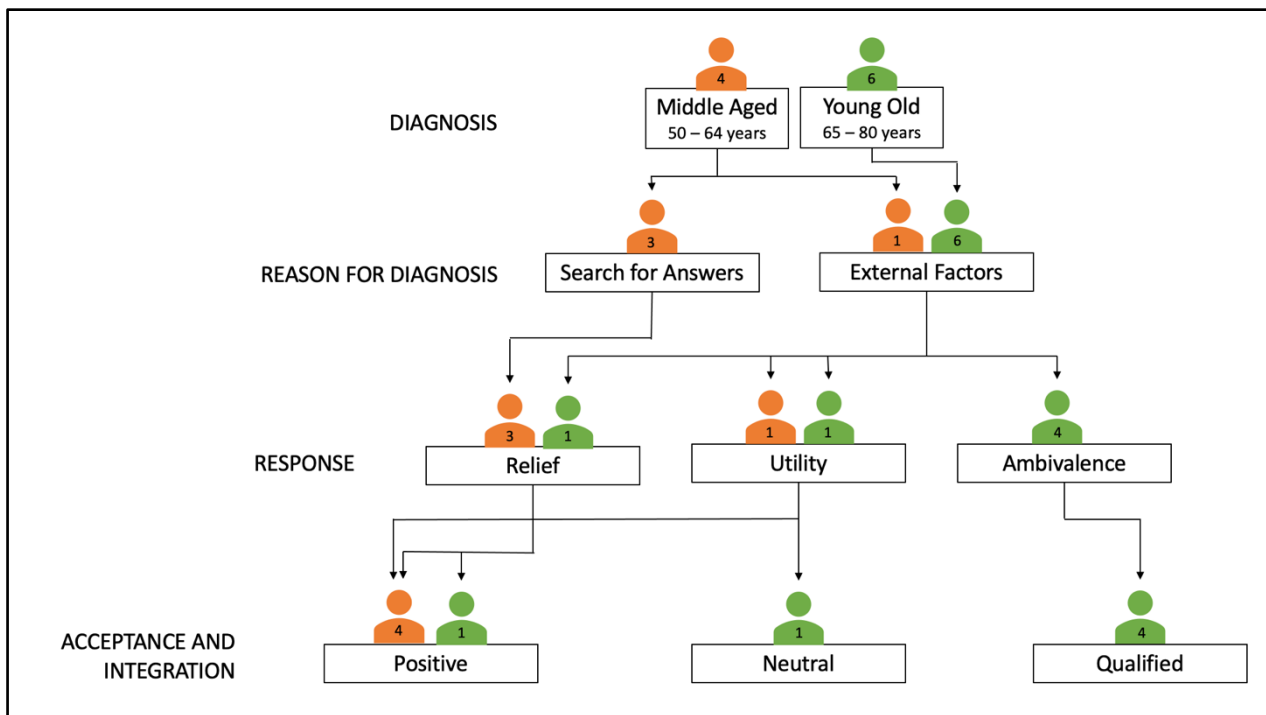 4
6
DIAGNOSIS
Middle Aged
50 – 64 years
Young Old
65 – 80 years
3
1
6
REASON FOR DIAGNOSIS
Search for Answers
External Factors
3
1
1
1
4
RESPONSE
Relief
Utility
Ambivalence
4
1
1
4
ACCEPTANCE AND
INTEGRATION
Positive
Neutral
Qualified